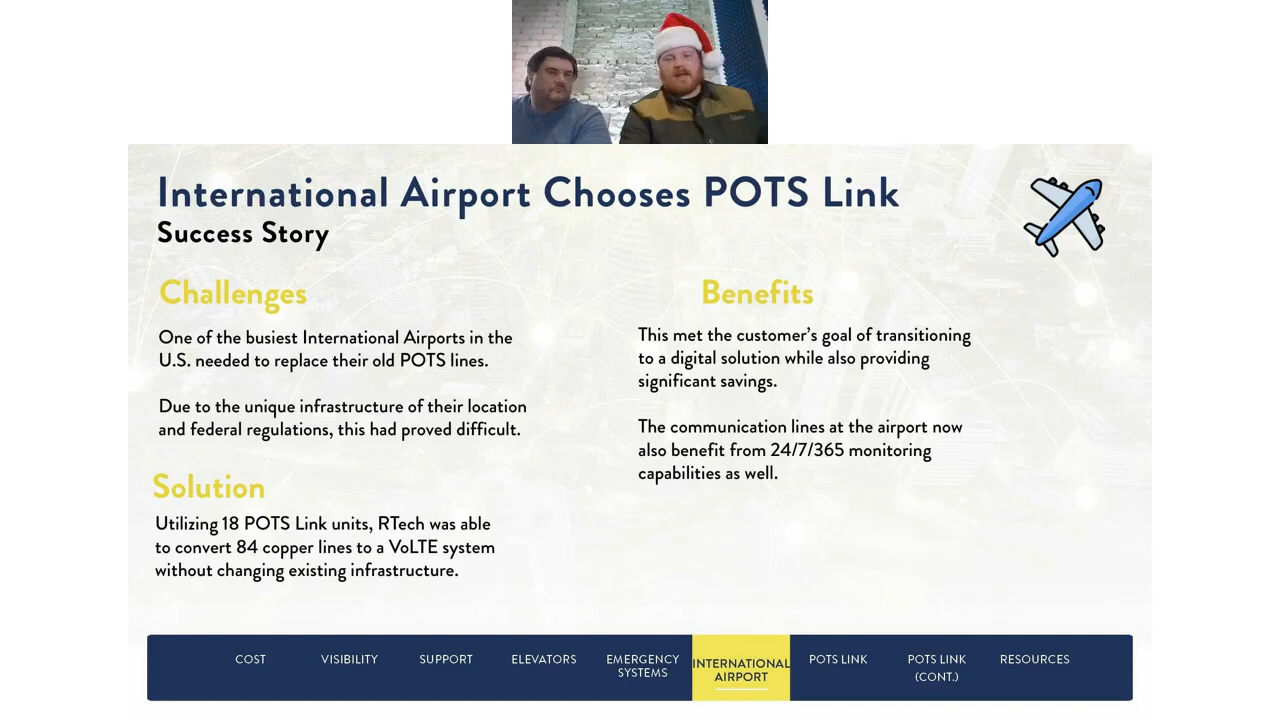 International Airport Chooses POTS Link
Success Story
Challenges
One of the busiest International Airports in the
U.S. needed to replace their old POTS lines.
Due to the unique infrastructure of their location
and federal regulations, this had proved difficult.
Solution
Utilizing 18 POTS Link units, RTech was able
to convert 84 copper lines to a VoLTE system
without changing existing infrastructure.
Benefits
This met the customer's goal of transitioning
to a digital solution while also providing
significant savings.
The communication lines at the airport now
also benefit from 24/7/365 monitoring
capabilities as well.
COST
VISIBILITY
SUPPORT
ELEVATORS
EMERGENCY
SYSTEMS
INTERNATIONAL
AIRPORT
POTS LINK
POTS LINK
(CONT.)
RESOURCES